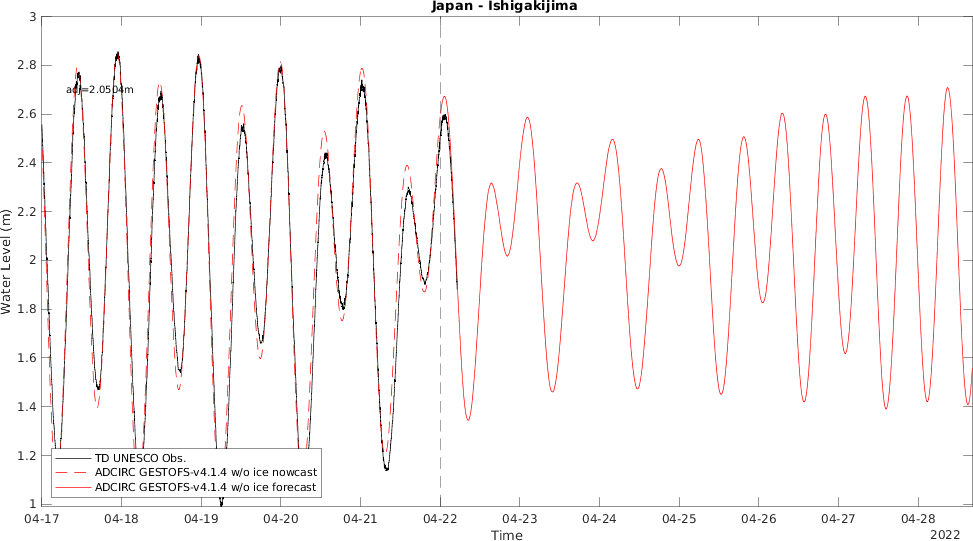 Japan - Ishigakijima
3
2.8
2.6
2.4
2.2
2
1.8
1.6
1.4
1.2
1
Water Level (m)
adj=2.0504m
TD UNESCO Obs.
ADCIRC GESTOFS-v4.1.4 w/o ice nowcast
ADCIRC GESTOFS-v4.1.4 w/o ice forecast
04-17 04-18 04-19 04-20 04-21 04-22 04-23 04-24 04-25 04-26 04-27 04-28
Time
2022